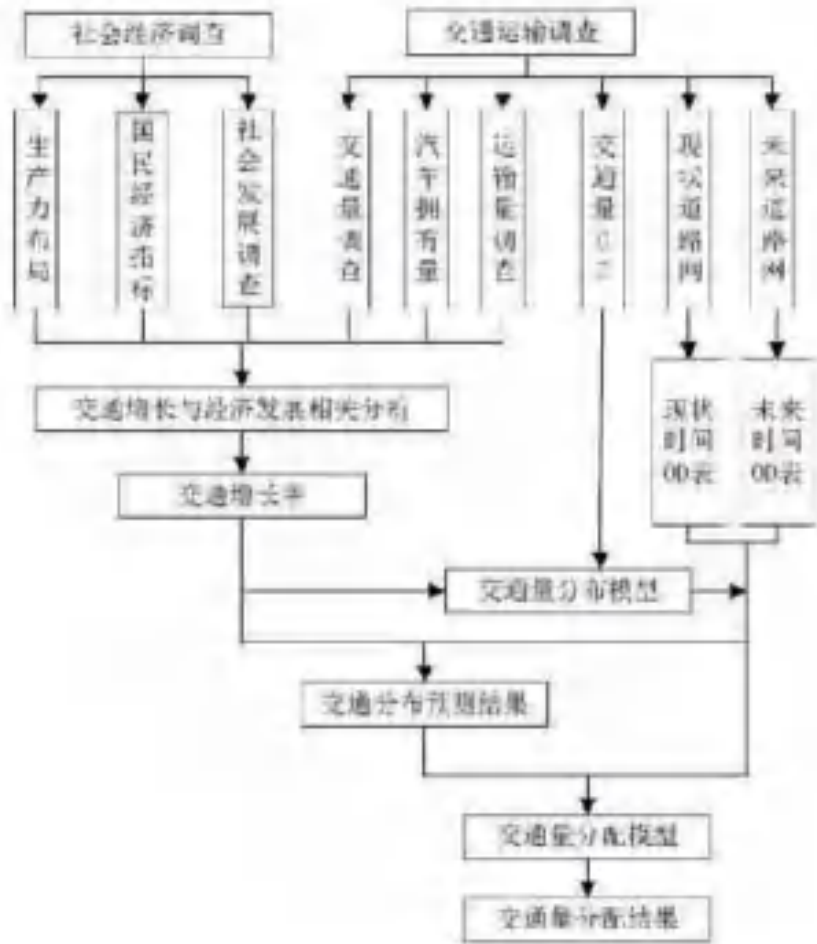 社会经济调查
交通运输调查
生产力布局
国民经济指标
社会发展调查
交通量调查
汽车拥有量
运输量调查
交通量
现状道路网
未来道路网
交通增长与经济发展相关分析
现状
时间
OD表
未来
时间
OD表
交通增长率
交通量分布模型
交通分布预测结果
交通量分配模型
交通量分配结果